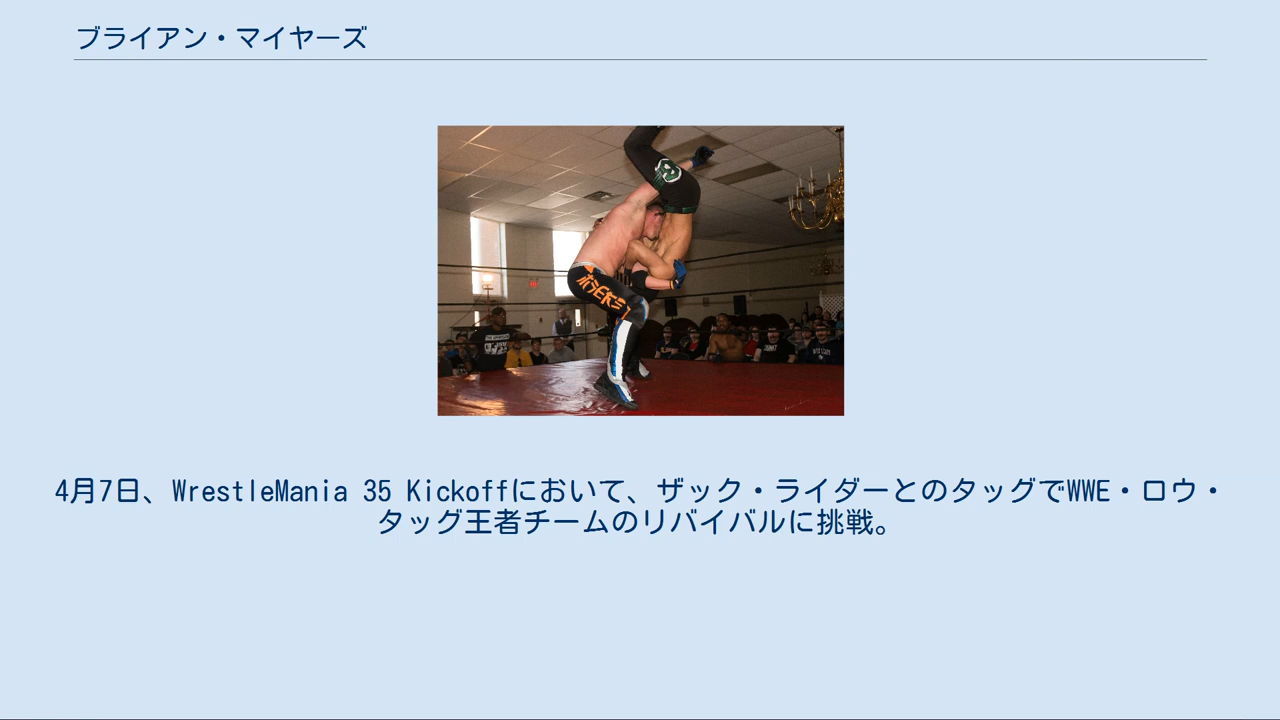 ブライアン・マイヤーズ
4月7日、WrestleMania 35 Kickoffにおいて、ザック・ライダーとのタッグでWWE・ロウ・
タッグ王者チームのリバイバルに挑戦。